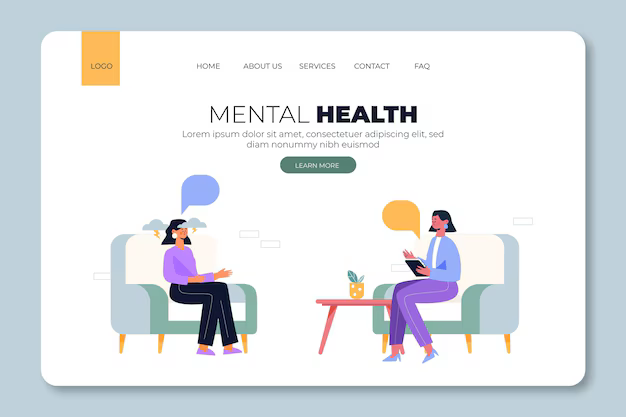 LOGO
HOME
ABOUT US
SERVICES
CONTACT
FAQ
MENTAL HEALTH
Lorem ipsum dolor sit amet, consectetuer adipiscing elit, sed
diam nonummy nibh euismod
LEARN MORE